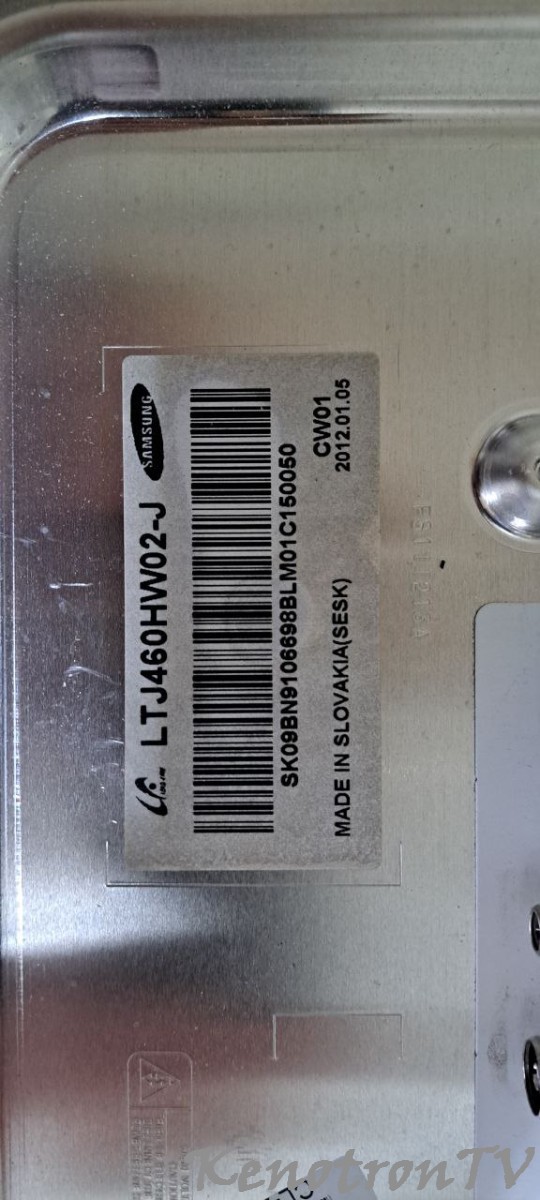 LTJ460HW02-J SAMSUNG
SK09BN9106698BLM01C150050
CW01
MADE IN SLOVAKIA(SESK) 2012.01.05
KenotronTV